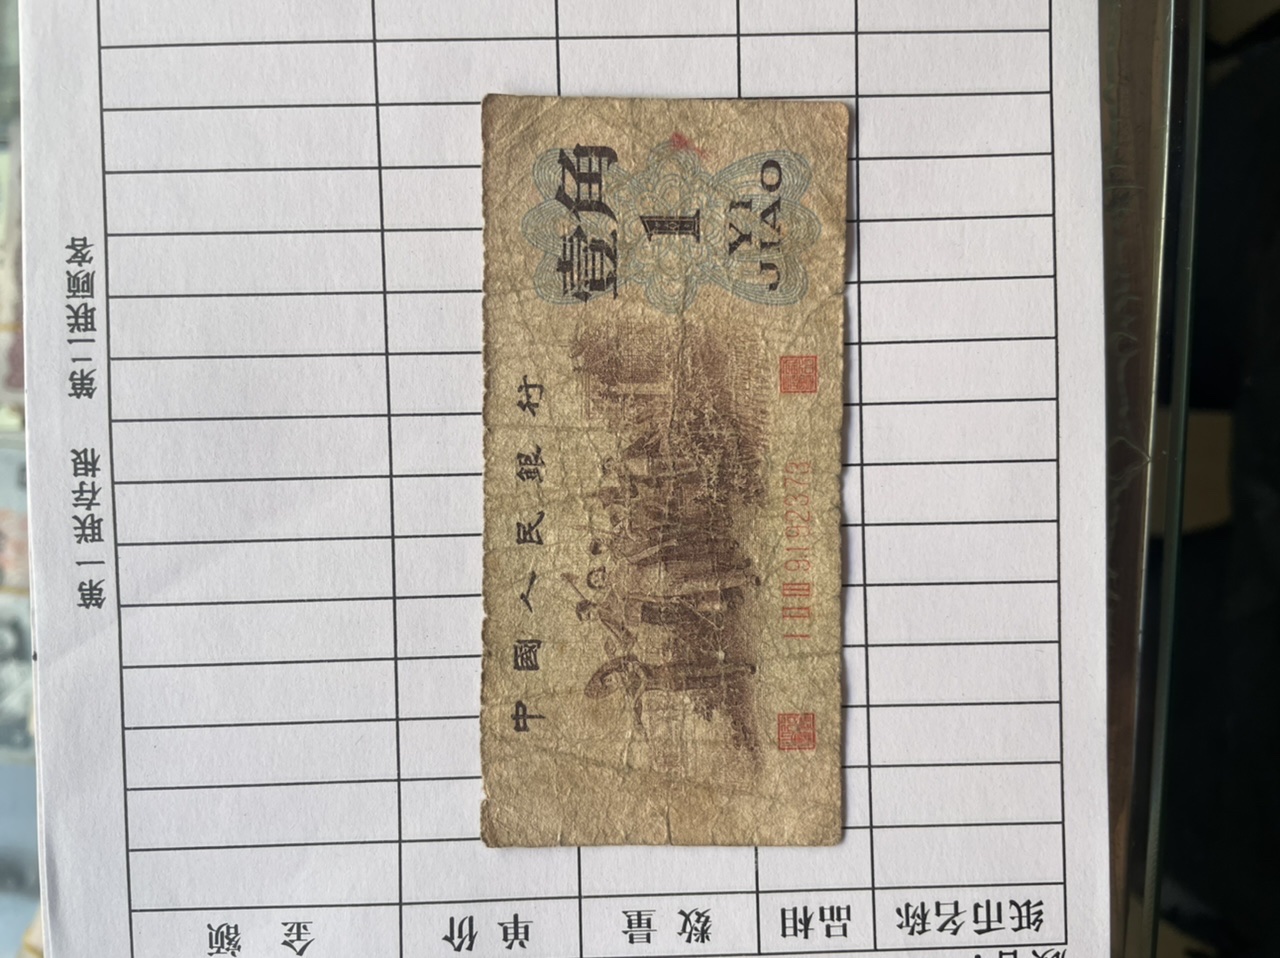 中國人民銀行
壹角
1
YI
JIAO
第一联存根 第二联顾客
纸币名称 品相 数量 单价 金额